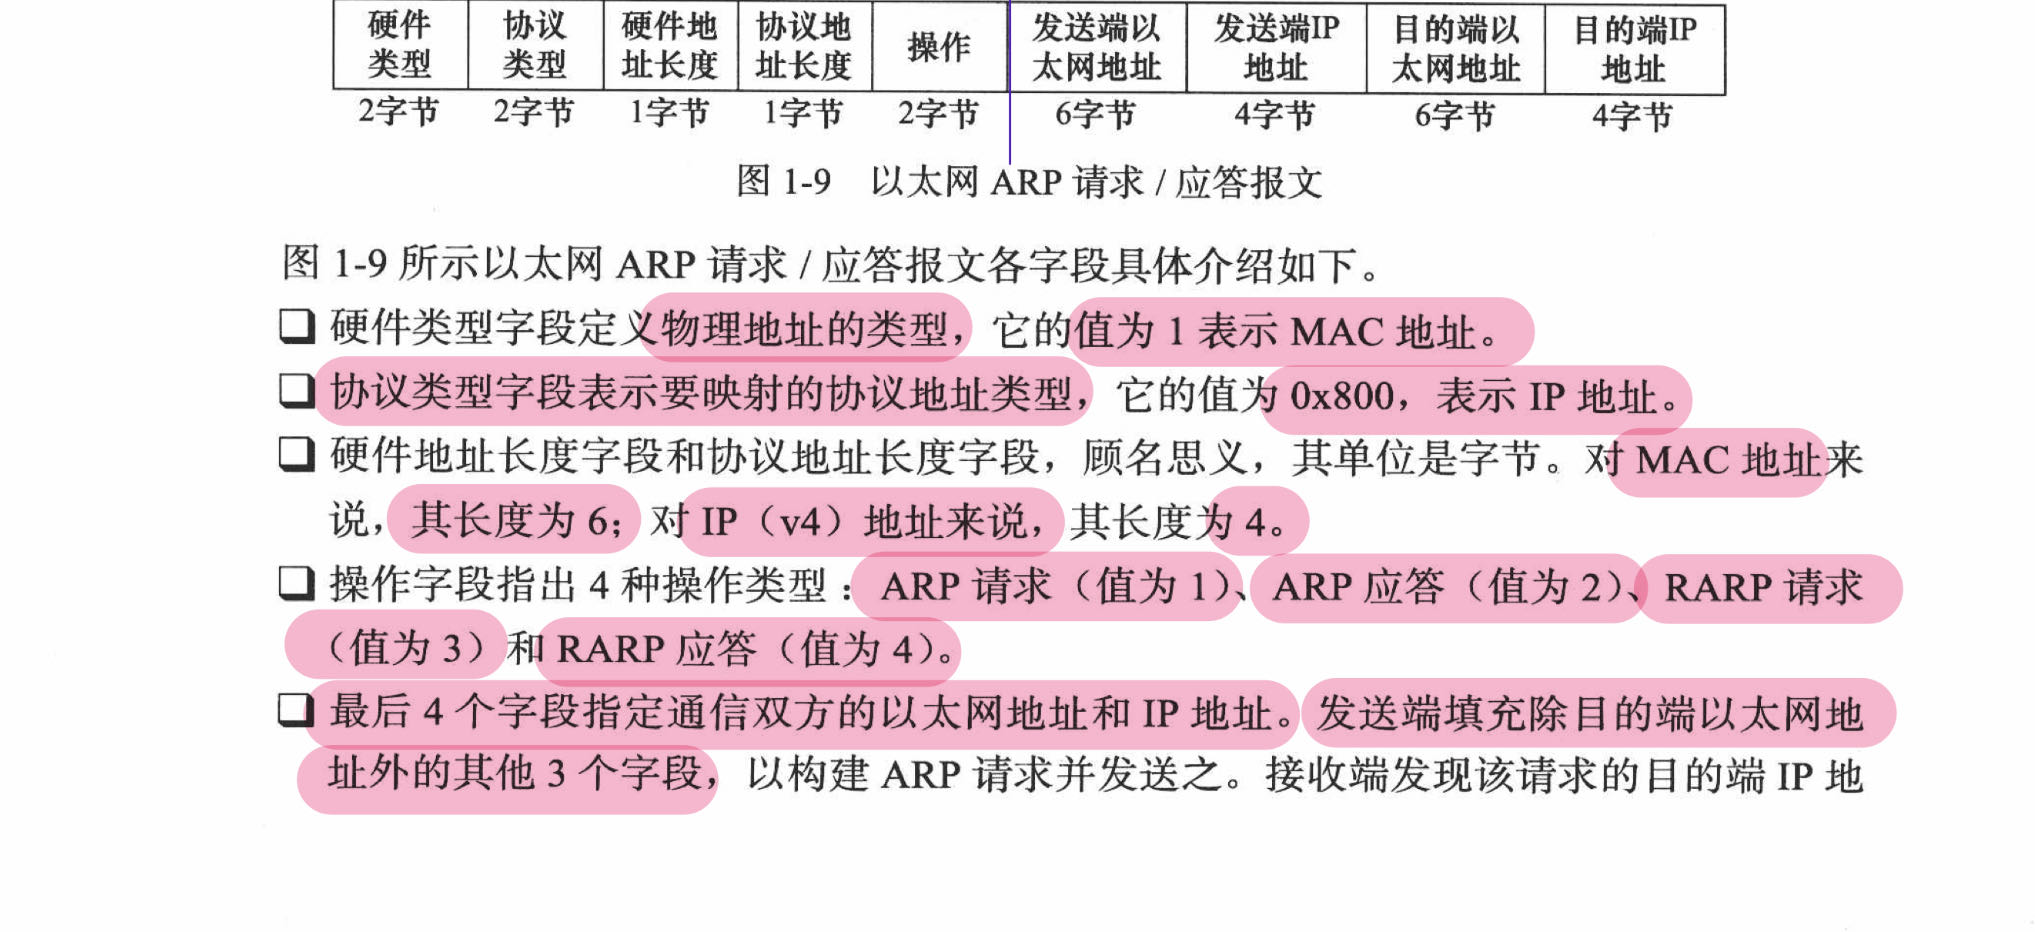 硬件类型 协议类型 硬件地址长度 协议地址长度 操作 发送端以太网地址 发送端IP地址 目的端以太网地址 目的端IP地址
2字节 2字节 1字节 1字节 2字节 6字节 4字节 6字节 4字节
图 1-9 以太网 ARP 请求 / 应答报文
图 1-9 所示以太网 ARP 请求 / 应答报文各字段具体介绍如下。
❑ 硬件类型字段定义物理地址的类型，它的值为 1 表示 MAC 地址。
❑ 协议类型字段表示要映射的协议地址类型，它的值为 0x800，表示 IP 地址。
❑ 硬件地址长度字段和协议地址长度字段，顾名思义，其单位是字节。对 MAC 地址来
说，其长度为 6；对 IP（v4）地址来说，其长度为 4。
❑ 操作字段指出 4 种操作类型：ARP 请求（值为 1）、ARP 应答（值为 2）、RARP 请求
（值为 3）和 RARP 应答（值为 4）。
❑ 最后 4 个字段指定通信双方的以太网地址和 IP 地址。发送端填充除目的端以太网地
址外的其他 3 个字段，以构建 ARP 请求并发送之。接收端发现该请求的目的端 IP 地